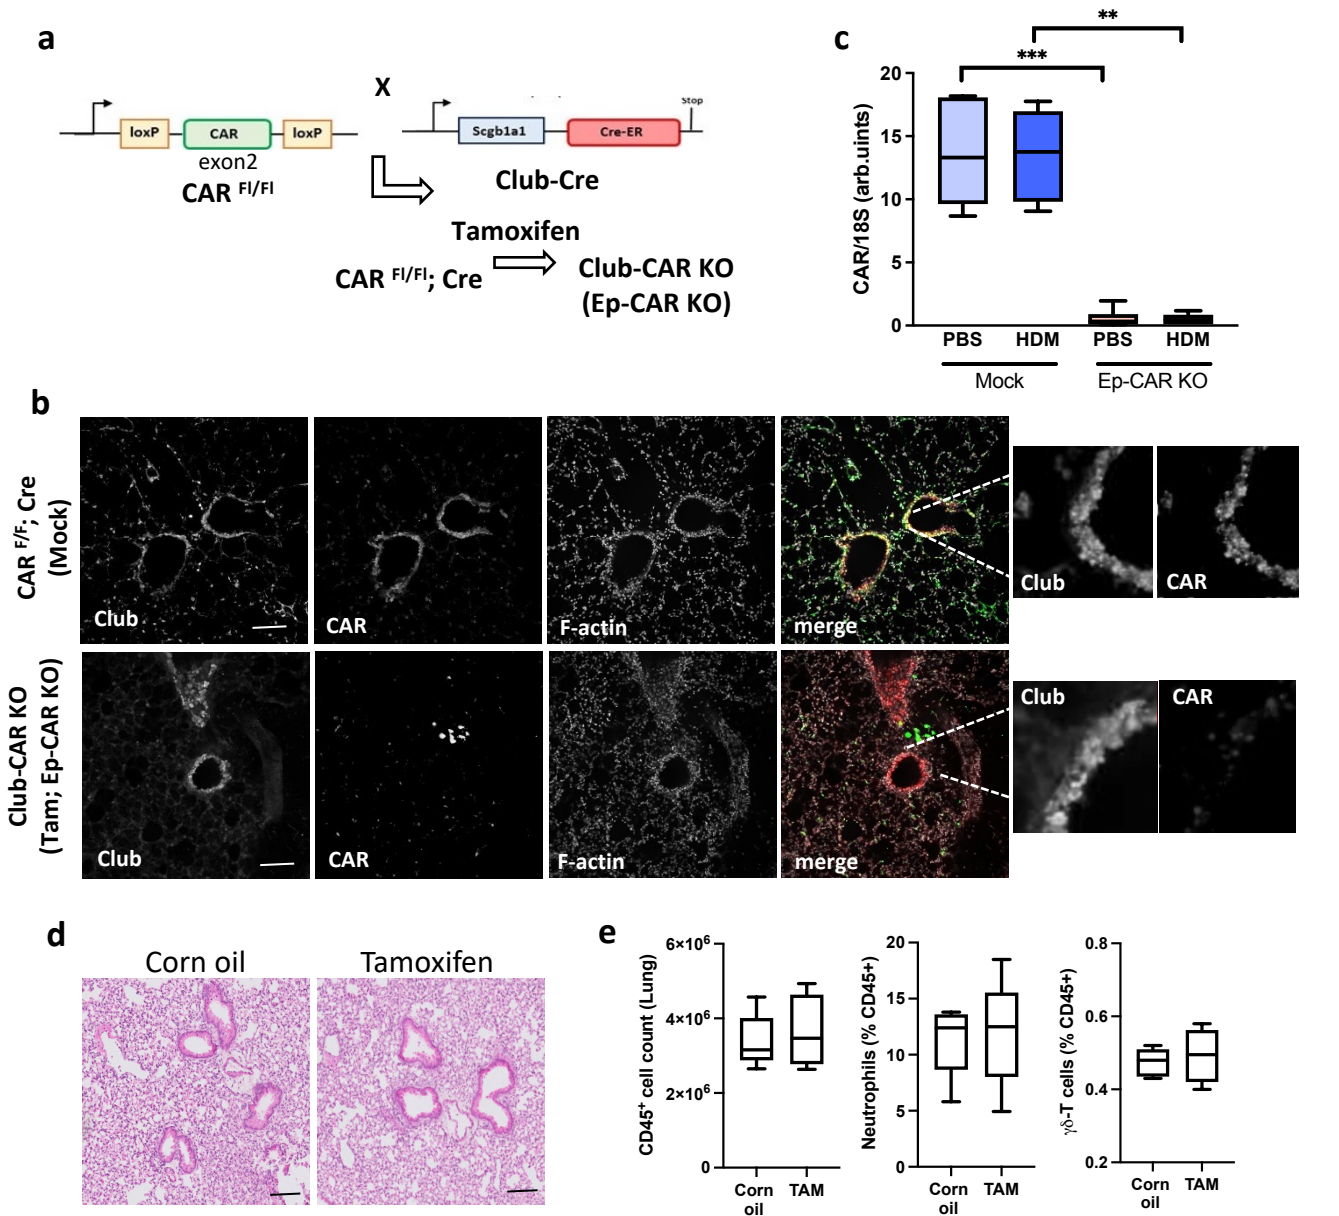 a
X
loxP CAR loxP
exon2
CAR Fl/Fl
Scgb1a1 Cre-ER
Stop
Club-Cre
Tamoxifen
CAR Fl/Fl; Cre
Club-CAR KO
(Ep-CAR KO)
c
**
***
CAR/18S (arb.uints)
20
15
10
5
0
PBS HDM PBS HDM
Mock Ep-CAR KO
b
CAR F/F; Cre
(Mock)
Club
CAR
F-actin
merge
Club
CAR
Club-CAR KO
(Tam; Ep-CAR KO)
Club
CAR
F-actin
merge
Club
CAR
d
Corn oil
Tamoxifen
e
CD45+ cell count (Lung)
6×10⁶
4×10⁶
2×10⁶
0
Corn
oil
TAM
Neutrophils (% CD45+)
20
15
10
5
0
Corn
oil
TAM
γδ-T cells (% CD45+)
0.8
0.6
0.4
0.2
Corn
oil
TAM